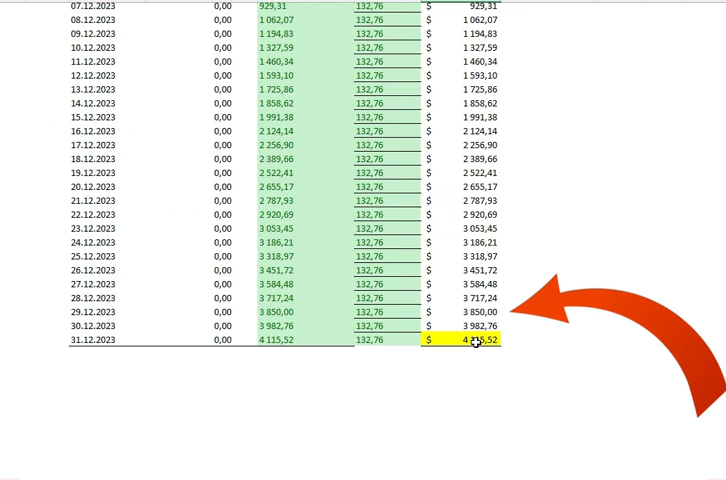 07.12.2023 0,00 929,31 132,76 $ 929,31
08.12.2023 0,00 1 062,07 132,76 $ 1 062,07
09.12.2023 0,00 1 194,83 132,76 $ 1 194,83
10.12.2023 0,00 1 327,59 132,76 $ 1 327,59
11.12.2023 0,00 1 460,34 132,76 $ 1 460,34
12.12.2023 0,00 1 593,10 132,76 $ 1 593,10
13.12.2023 0,00 1 725,86 132,76 $ 1 725,86
14.12.2023 0,00 1 858,62 132,76 $ 1 858,62
15.12.2023 0,00 1 991,38 132,76 $ 1 991,38
16.12.2023 0,00 2 124,14 132,76 $ 2 124,14
17.12.2023 0,00 2 256,90 132,76 $ 2 256,90
18.12.2023 0,00 2 389,66 132,76 $ 2 389,66
19.12.2023 0,00 2 522,41 132,76 $ 2 522,41
20.12.2023 0,00 2 655,17 132,76 $ 2 655,17
21.12.2023 0,00 2 787,93 132,76 $ 2 787,93
22.12.2023 0,00 2 920,69 132,76 $ 2 920,69
23.12.2023 0,00 3 053,45 132,76 $ 3 053,45
24.12.2023 0,00 3 186,21 132,76 $ 3 186,21
25.12.2023 0,00 3 318,97 132,76 $ 3 318,97
26.12.2023 0,00 3 451,72 132,76 $ 3 451,72
27.12.2023 0,00 3 584,48 132,76 $ 3 584,48
28.12.2023 0,00 3 717,24 132,76 $ 3 717,24
29.12.2023 0,00 3 850,00 132,76 $ 3 850,00
30.12.2023 0,00 3 982,76 132,76 $ 3 982,76
31.12.2023 0,00 4 115,52 132,76 $ 4 115,52